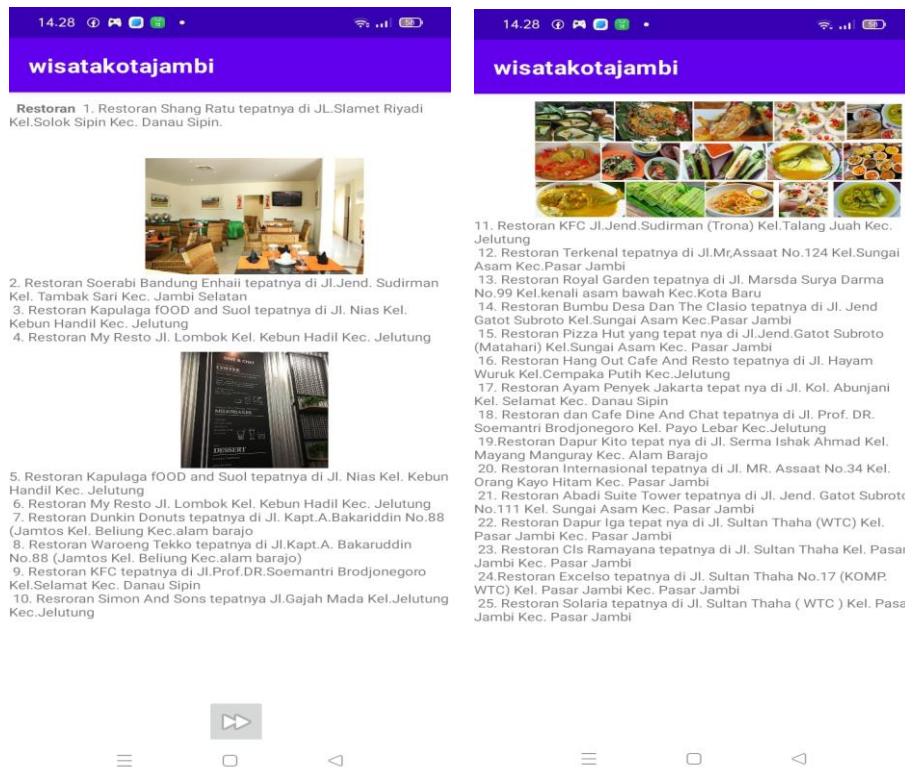 14.28
58
wisatakotajambi
Restoran 1. Restoran Shang Ratu tepatnya di JL.Slamet Riyadi
Kel.Solok Sipin Kec. Danau Sipin.
2. Restoran Soerabi Bandung Enhaii tepatnya di Jl.Jend. Sudirman
Kel. Tambak Sari Kec. Jambi Selatan
3. Restoran Kapulaga fOOD and Suol tepatnya di Jl. Nias Kel.
Kebun Handil Kec. Jelutung
4. Restoran My Resto Jl. Lombok Kel. Kebun Hadil Kec. Jelutung
COFFEE
MILKSHAKES
DESSERT
5. Restoran Kapulaga fOOD and Suol tepatnya di Jl. Nias Kel. Kebun
Handil Kec. Jelutung
6. Restoran My Resto Jl. Lombok Kel. Kebun Hadil Kec. Jelutung
7. Restoran Dunkin Donuts tepatnya di Jl. Kapt.A.Bakariddin No.88
(Jamtos Kel. Beliung Kec.alam barajo
8. Restoran Waroeng Tekko tepatnya di Jl.Kapt.A. Bakaruddin
No.88 (Jamtos Kel. Beliung Kec.alam barajo)
9. Restoran KFC tepatnya di Jl.Prof.DR.Soemantri Brodjonegoro
Kel.Selamat Kec. Danau Sipin
10. Resroran Simon And Sons tepatnya Jl.Gajah Mada Kel.Jelutung
Kec.Jelutung
14.28
58
wisatakotajambi
11. Restoran KFC Jl.Jend.Sudirman (Trona) Kel.Talang Juah Kec.
Jelutung
12. Restoran Terkenal tepatnya di Jl.Mr,Assaat No.124 Kel.Sungai
Asam Kec.Pasar Jambi
13. Restoran Royal Garden tepatnya di Jl. Marsda Surya Darma
No.99 Kel.kenali asam bawah Kec.Kota Baru
14. Restoran Bumbu Desa Dan The Clasio tepatnya di Jl. Jend
Gatot Subroto Kel.Sungai Asam Kec.Pasar Jambi
15. Restoran Pizza Hut yang tepat nya di Jl.Jend.Gatot Subroto
(Matahari) Kel.Sungai Asam Kec. Pasar Jambi
16. Restoran Hang Out Cafe And Resto tepatnya di Jl. Hayam
Wuruk Kel.Cempaka Putih Kec.Jelutung
17. Restoran Ayam Penyek Jakarta tepat nya di Jl. Kol. Abunjani
Kel. Selamat Kec. Danau Sipin
18. Restoran dan Cafe Dine And Chat tepatnya di Jl. Prof. DR.
Soemantri Brodjonegoro Kel. Payo Lebar Kec.Jelutung
19.Restoran Dapur Kito tepat nya di Jl. Serma Ishak Ahmad Kel.
Mayang Manguray Kec. Alam Barajo
20. Restoran Internasional tepatnya di Jl. MR. Assaat No.34 Kel.
Orang Kayo Hitam Kec. Pasar Jambi
21. Restoran Abadi Suite Tower tepatnya di Jl. Jend. Gatot Subroto
No.111 Kel. Sungai Asam Kec. Pasar Jambi
22. Restoran Dapur Iga tepat nya di Jl. Sultan Thaha (WTC) Kel.
Pasar Jambi Kec. Pasar Jambi
23. Restoran Cls Ramayana tepatnya di Jl. Sultan Thaha Kel. Pasar
Jambi Kec. Pasar Jambi
24.Restoran Excelso tepatnya di Jl. Sultan Thaha No.17 (KOMP.
WTC) Kel. Pasar Jambi Kec. Pasar Jambi
25. Restoran Solaria tepatnya di Jl. Sultan Thaha ( WTC ) Kel. Pasa
Jambi Kec. Pasar Jambi